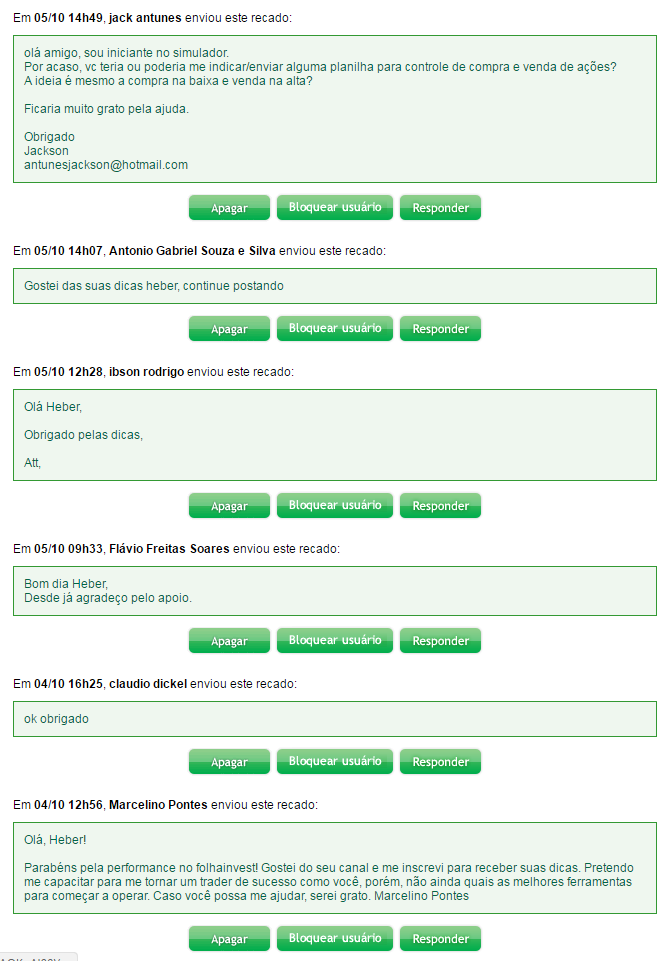 Em 05/10 14h49, jack antunes enviou este recado:
olá amigo, sou iniciante no simulador.
Por acaso, vc teria ou poderia me indicar/enviar alguma planilha para controle de compra e venda de ações?
A ideia é mesmo a compra na baixa e venda na alta?
Ficaria muito grato pela ajuda.
Obrigado
Jackson
antunesjackson@hotmail.com
Apagar Bloquear usuário Responder
Em 05/10 14h07, Antonio Gabriel Souza e Silva enviou este recado:
Gostei das suas dicas heber, continue postando
Apagar Bloquear usuário Responder
Em 05/10 12h28, ibson rodrigo enviou este recado:
Olá Heber,
Obrigado pelas dicas,
Att,
Apagar Bloquear usuário Responder
Em 05/10 09h33, Flávio Freitas Soares enviou este recado:
Bom dia Heber,
Desde já agradeço pelo apoio.
Apagar Bloquear usuário Responder
Em 04/10 16h25, claudio dickel enviou este recado:
ok obrigado
Apagar Bloquear usuário Responder
Em 04/10 12h56, Marcelino Pontes enviou este recado:
Olá, Heber!
Parabéns pela performance no folhainvest! Gostei do seu canal e me inscrevi para receber suas dicas. Pretendo
me capacitar para me tornar um trader de sucesso como você, porém, não ainda quais as melhores ferramentas
para começar a operar. Caso você possa me ajudar, serei grato. Marcelino Pontes
Apagar Bloquear usuário Responder